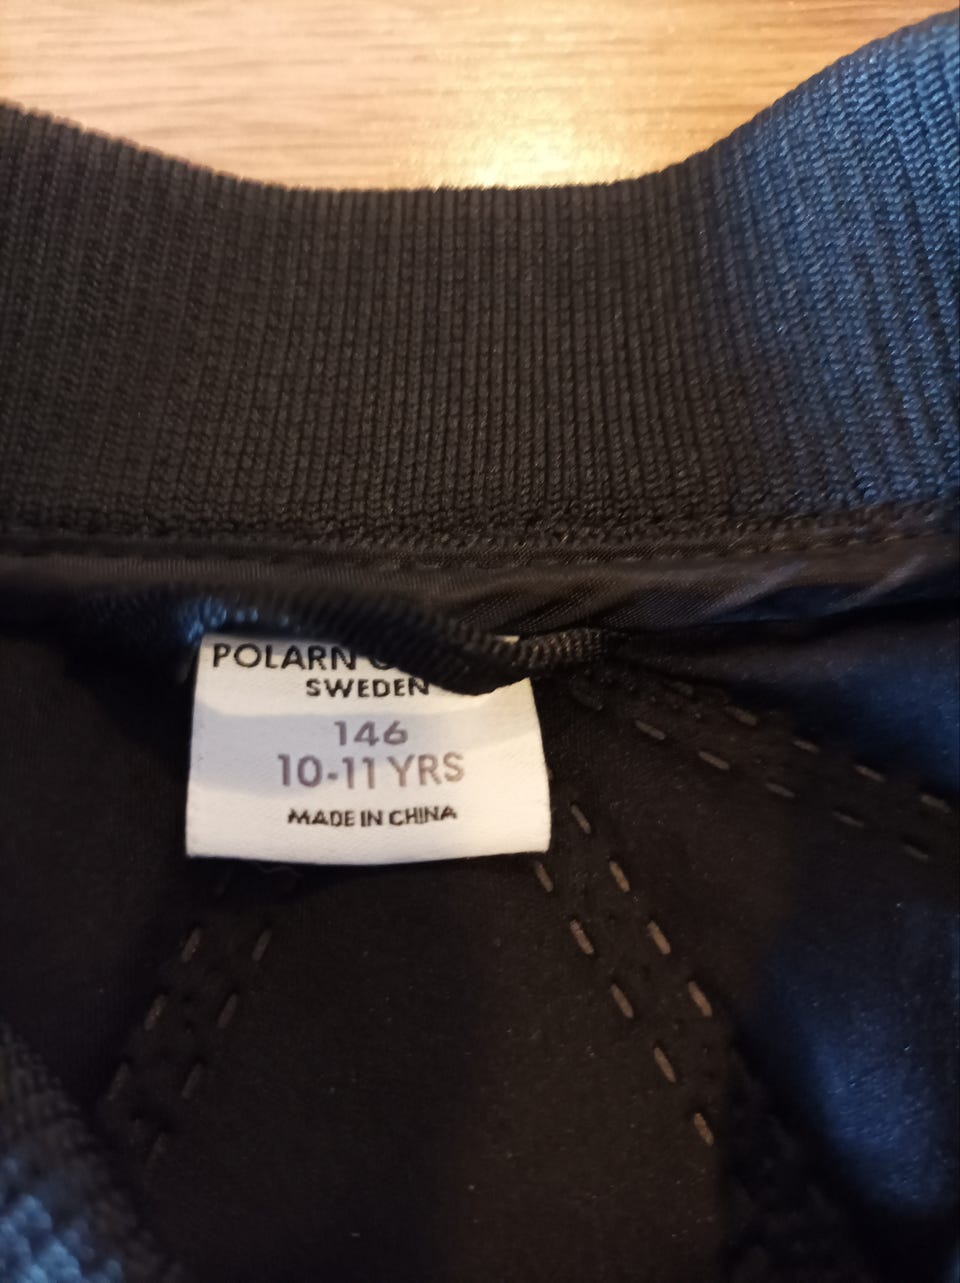 POLARN
SWEDEN
146
10-11 YRS
MADE IN CHINA